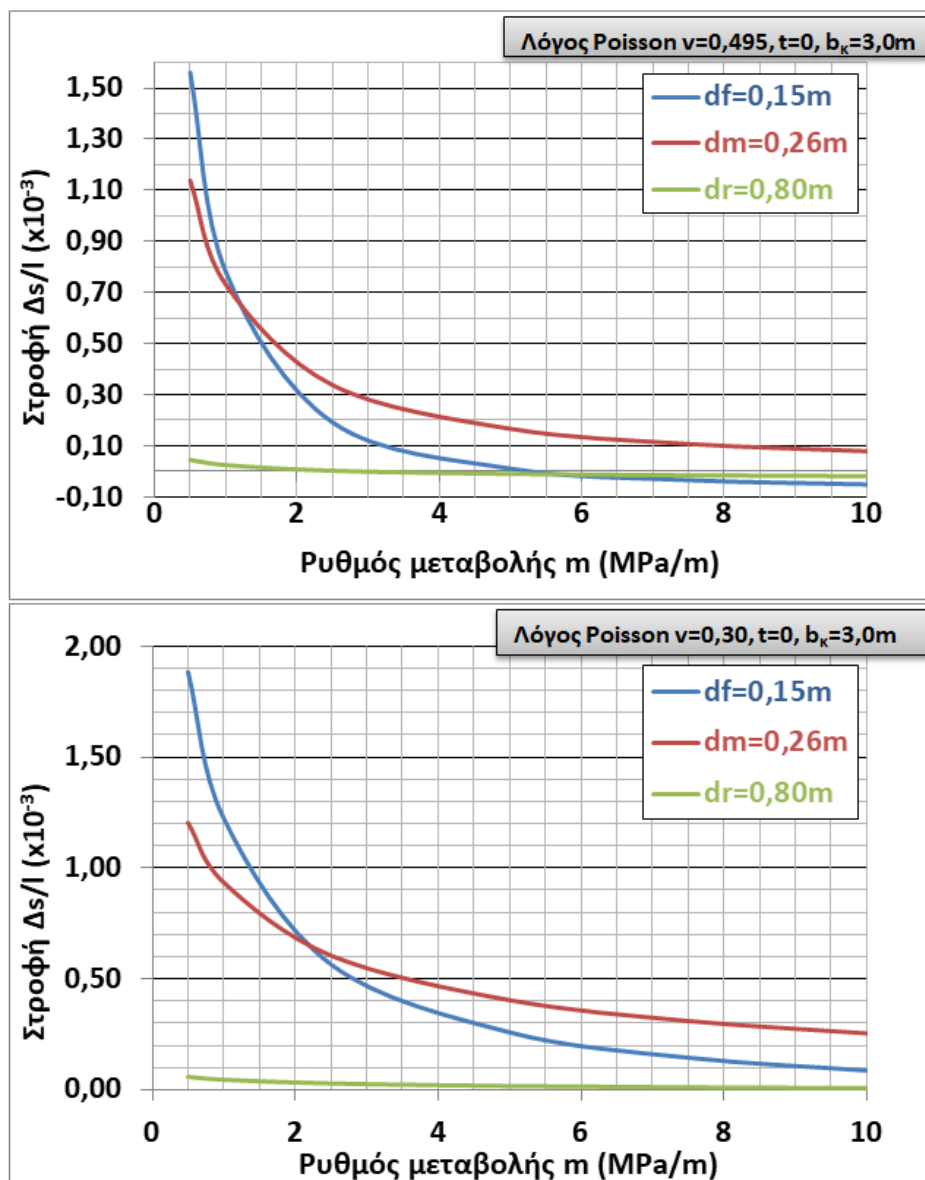 Λόγος Poisson ν=0,495, t=0, bκ=3,0m
1,50
1,30
1,10
0,90
0,70
0,50
0,30
0,10
-0,10
Στροφή Δs/l (x10⁻³)
df=0,15m
dm=0,26m
dr=0,80m
0 2 4 6 8 10
Ρυθμός μεταβολής m (MPa/m)
Λόγος Poisson ν=0,30, t=0, bκ=3,0m
2,00
1,50
1,00
0,50
0,00
Στροφή Δs/l (x10⁻³)
df=0,15m
dm=0,26m
dr=0,80m
0 2 4 6 8 10
Ρυθμός μεταβολής m (MPa/m)